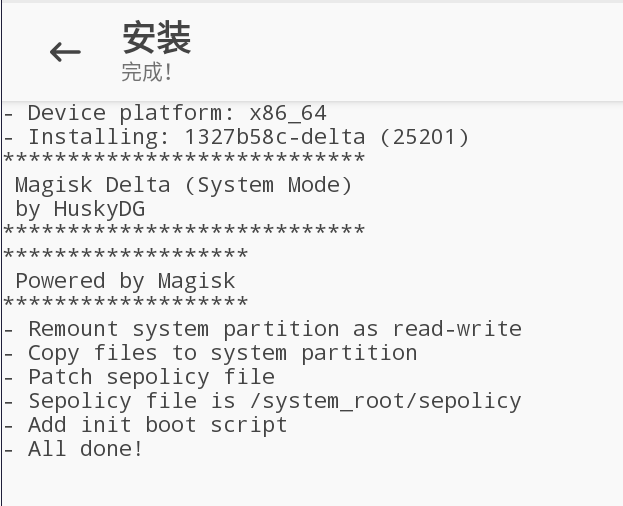 安装
完成!
- Device platform: x86_64
- Installing: 1327b58c-delta (25201)
****************************
Magisk Delta (System Mode)
by HuskyDG
****************************
*******************
Powered by Magisk
*******************
- Remount system partition as read-write
- Copy files to system partition
- Patch sepolicy file
- Sepolicy file is /system_root/sepolicy
- Add init boot script
- All done!